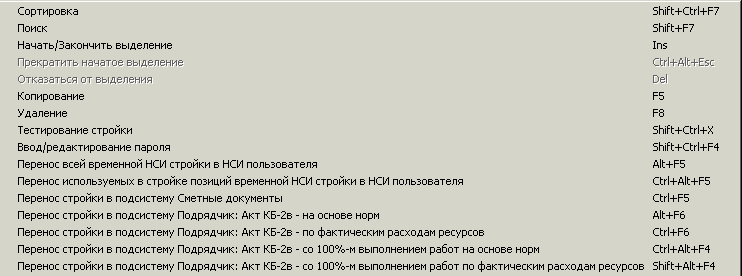 Сортировка Shift+Ctrl+F7
Поиск Shift+F7
Начать/Закончить выделение Ins
Прекратить начатое выделение Ctrl+Alt+Esc
Отказаться от выделения Del
Копирование F5
Удаление F8
Тестирование стройки Shift+Ctrl+X
Ввод/редактирование пароля Shift+Ctrl+F4
Перенос всей временной НСИ стройки в НСИ пользователя Alt+F5
Перенос используемых в стройке позиций временной НСИ стройки в НСИ пользователя Ctrl+Alt+F5
Перенос стройки в подсистему Сметные документы Ctrl+F5
Перенос стройки в подсистему Подрядчик: Акт КБ-2в - на основе норм Alt+F6
Перенос стройки в подсистему Подрядчик: Акт КБ-2в - по фактическим расходам ресурсов Ctrl+F6
Перенос стройки в подсистему Подрядчик: Акт КБ-2в - со 100%-м выполнением работ на основе норм Ctrl+Alt+F4
Перенос стройки в подсистему Подрядчик: Акт КБ-2в - со 100%-м выполнением работ по фактическим расходам ресурсов Shift+Alt+F4